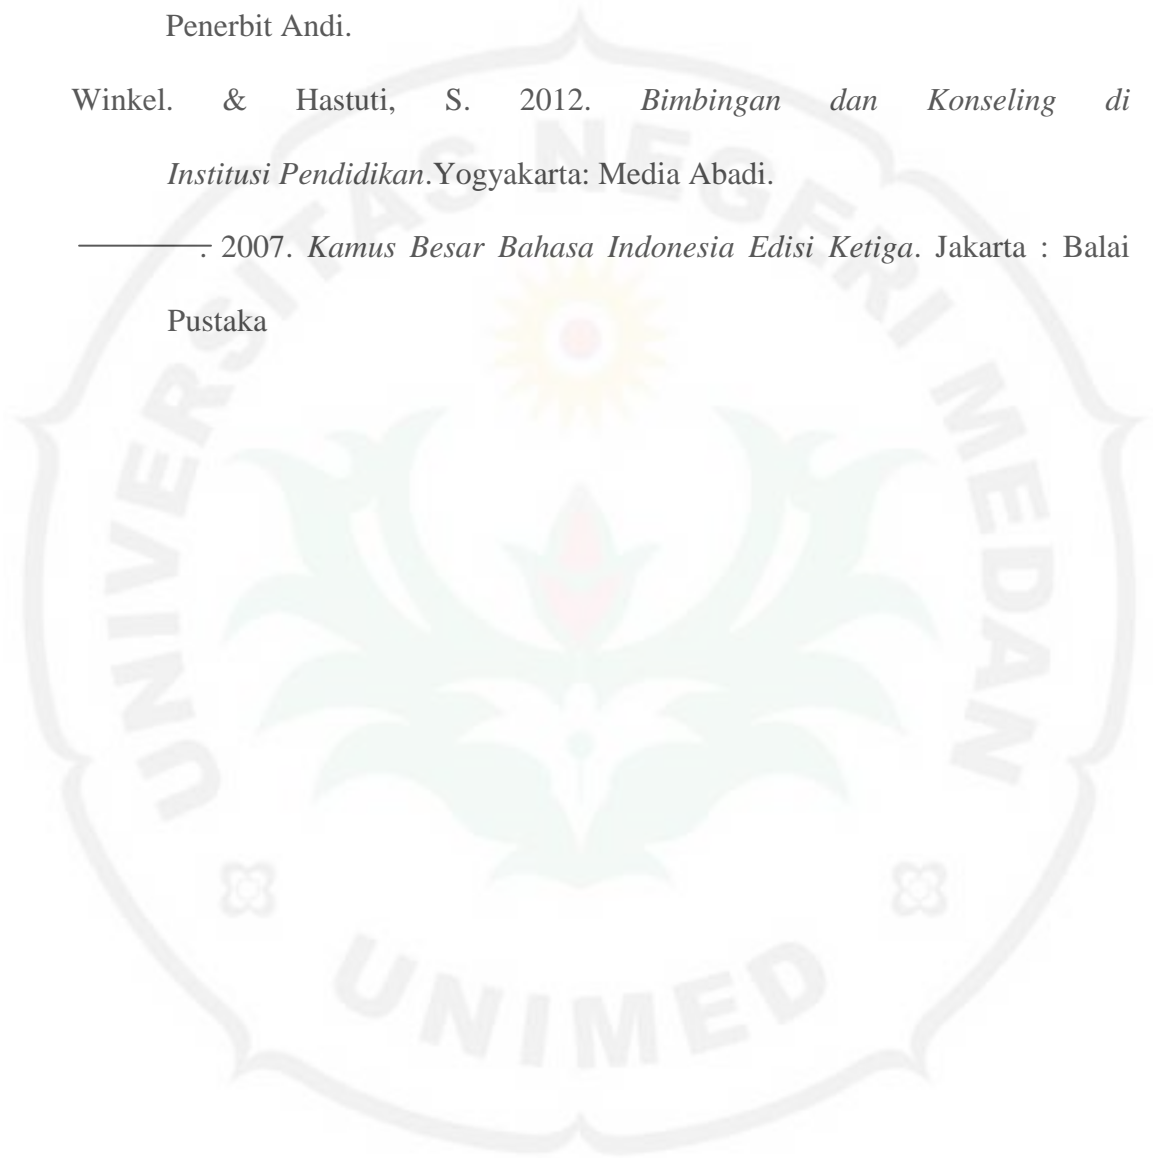 Penerbit Andi.
Winkel. & Hastuti, S. 2012. Bimbingan dan Konseling di
Institusi Pendidikan.Yogyakarta: Media Abadi.
. 2007. Kamus Besar Bahasa Indonesia Edisi Ketiga. Jakarta : Balai
Pustaka
UNIVERSITAS NEGERI MEDAN
UNIMED